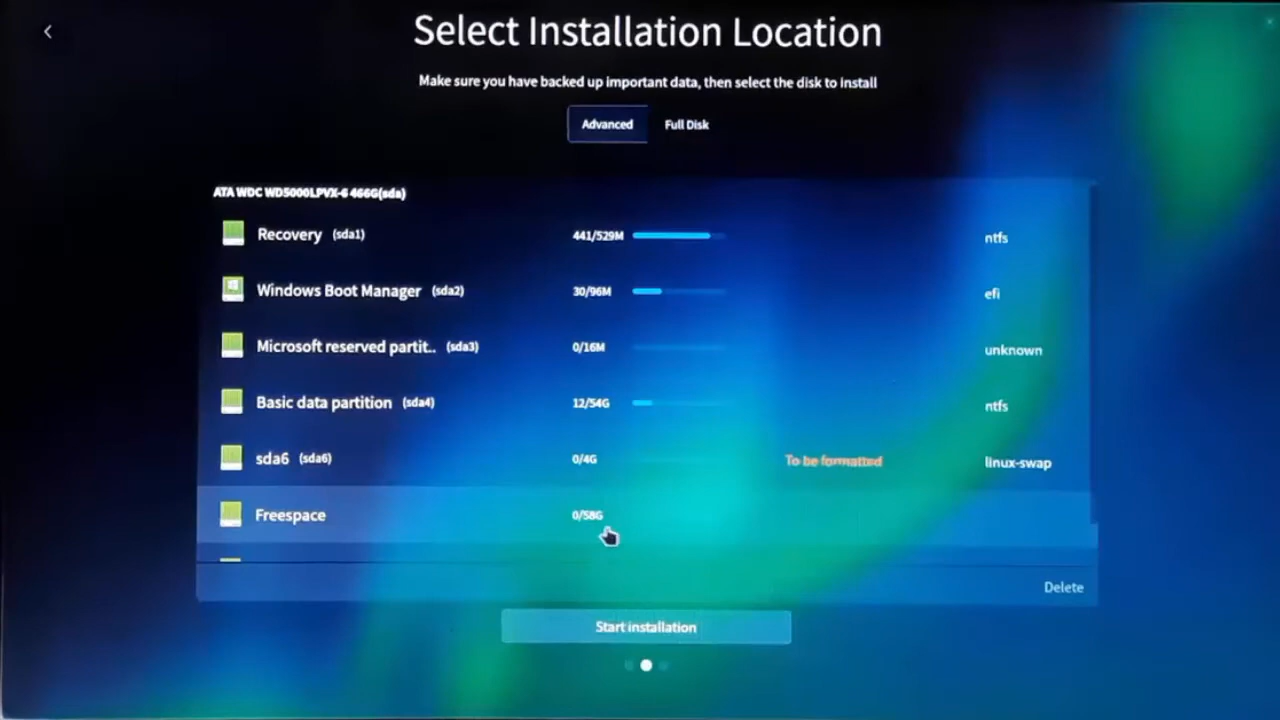 Select Installation Location
Make sure you have backed up important data, then select the disk to install
Advanced Full Disk
ATA WDC WD5000LPVX-6 466G(sda)
Recovery (sda1) 441/529M ntfs
Windows Boot Manager (sda2) 30/96M efi
Microsoft reserved partit.. (sda3) 0/16M unknown
Basic data partition (sda4) 12/54G ntfs
sda6 (sda6) 0/4G To be formatted linux-swap
Freespace 0/58G
Delete
Start installation